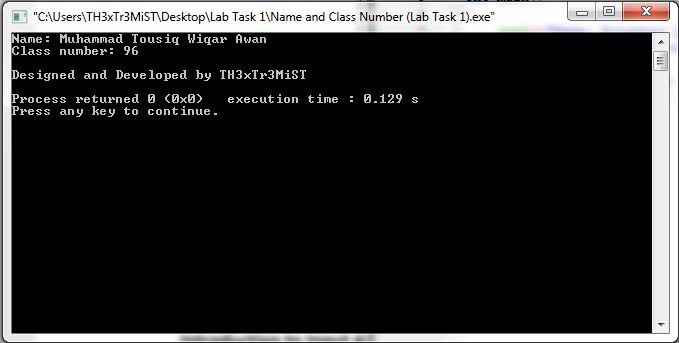 "C:\Users\TH3xTr3MiST\Desktop\Lab Task 1\Name and Class Number (Lab Task 1).exe"
Name: Muhammad Tousiq Wiqar Awan
Class number: 96
Designed and Developed by TH3xTr3MiST
Process returned 0 (0x0)   execution time : 0.129 s
Press any key to continue.